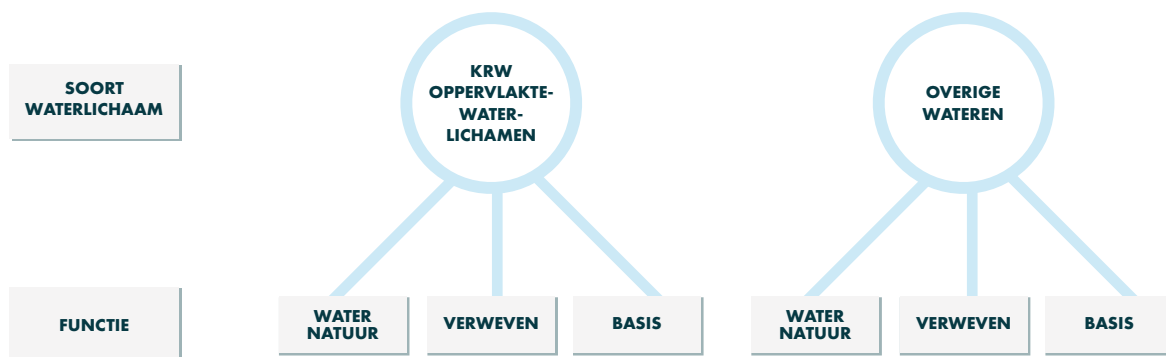 SOORT
WATERLICHAAM
KRW
OPPERVLAKTE-
WATER-
LICHAMEN
OVERIGE
WATEREN
FUNCTIE
WATER
NATUUR
VERWEVEN
BASIS
WATER
NATUUR
VERWEVEN
BASIS